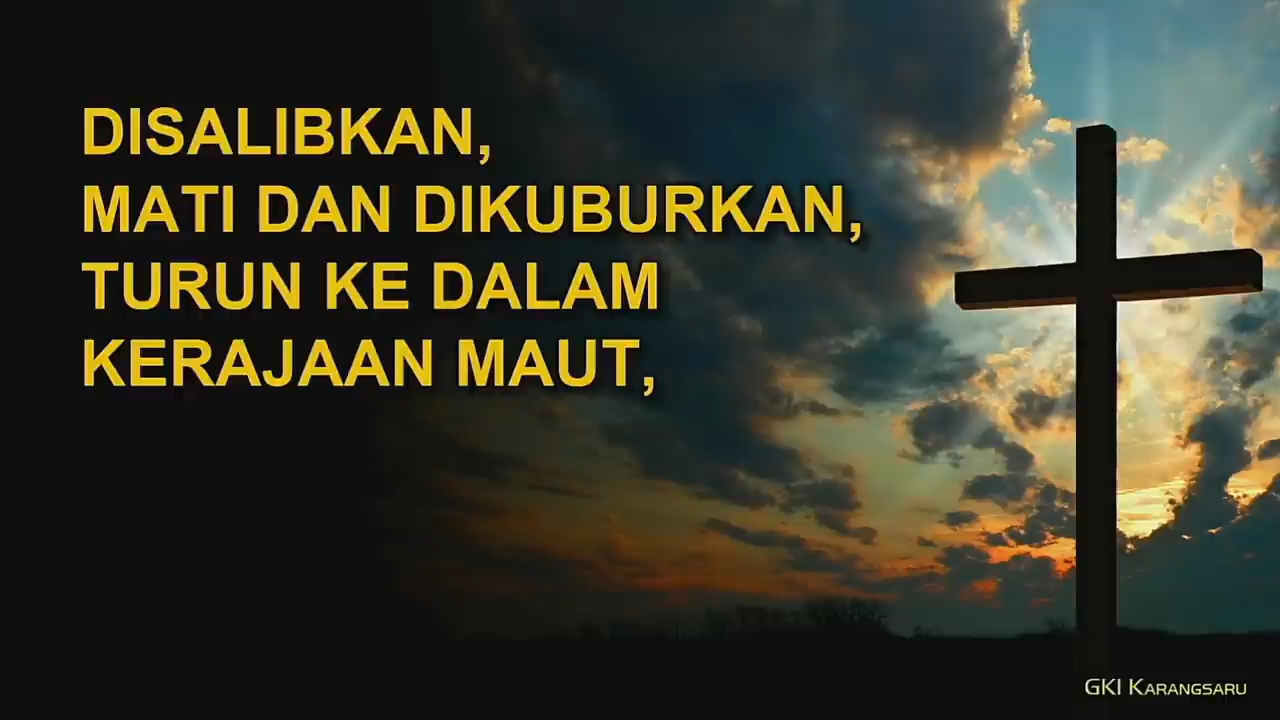 DISALIBKAN,
MATI DAN DIKUBURKAN,
TURUN KE DALAM
KERAJAAN MAUT,
GKI KARANGSARU